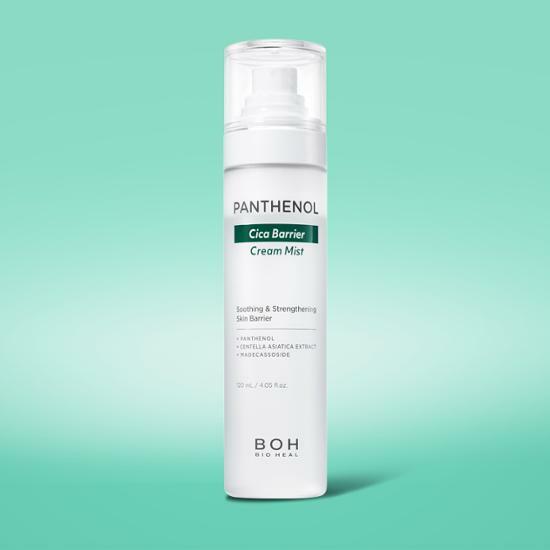 PANTHENOL
Cica Barrier
Cream Mist
Soothing & Strengthening
Skin Barrier
• PANTHENOL
• CENTELLA ASIATICA EXTRACT
• MADECASSOSIDE
120 mL / 4.05 fl.oz.
BOH
BIO HEAL